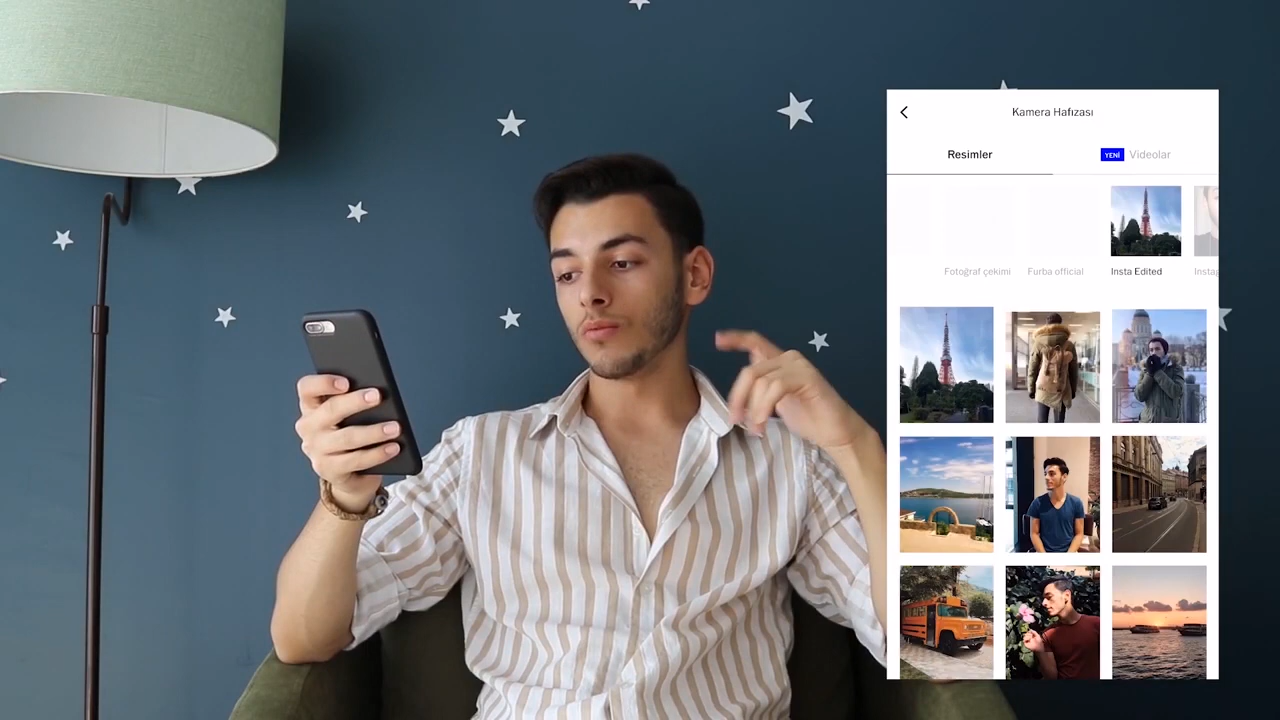 Kamera Hafızası
Resimler
YENİ Videolar
Fotoğraf çekimi Furba official Insta Edited